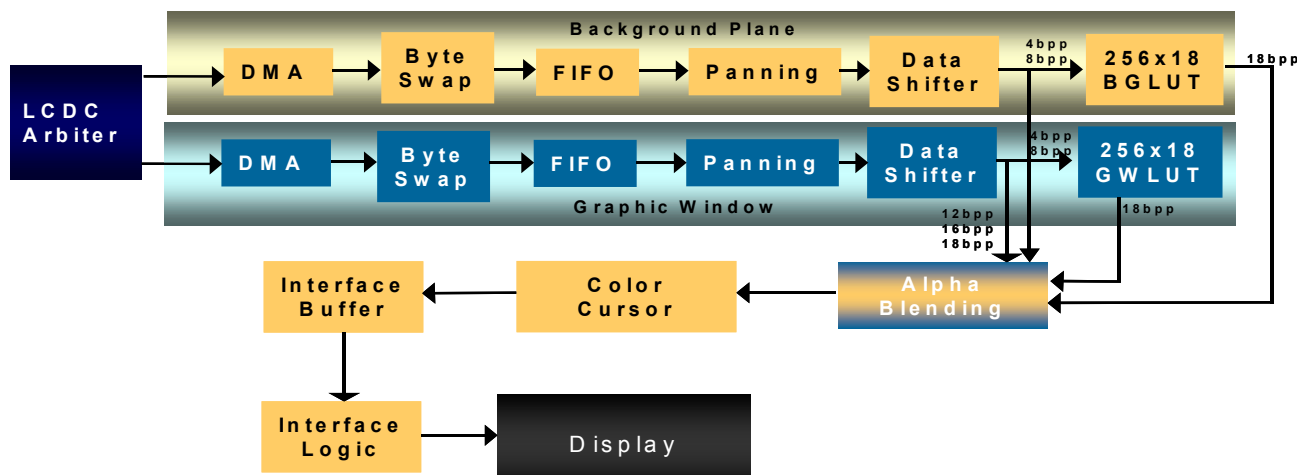 Background Plane
LCDC
Arbiter
DMA
Byte
Swap
FIFO
Panning
Data
Shifter
4bpp
8bpp
256x18
BGLUT
18bpp
DMA
Byte
Swap
FIFO
Panning
Data
Shifter
4bpp
8bpp
256x18
GWLUT
Graphic Window
12bpp
16bpp
18bpp
18bpp
Interface
Buffer
Color
Cursor
Alpha
Blending
Interface
Logic
Display